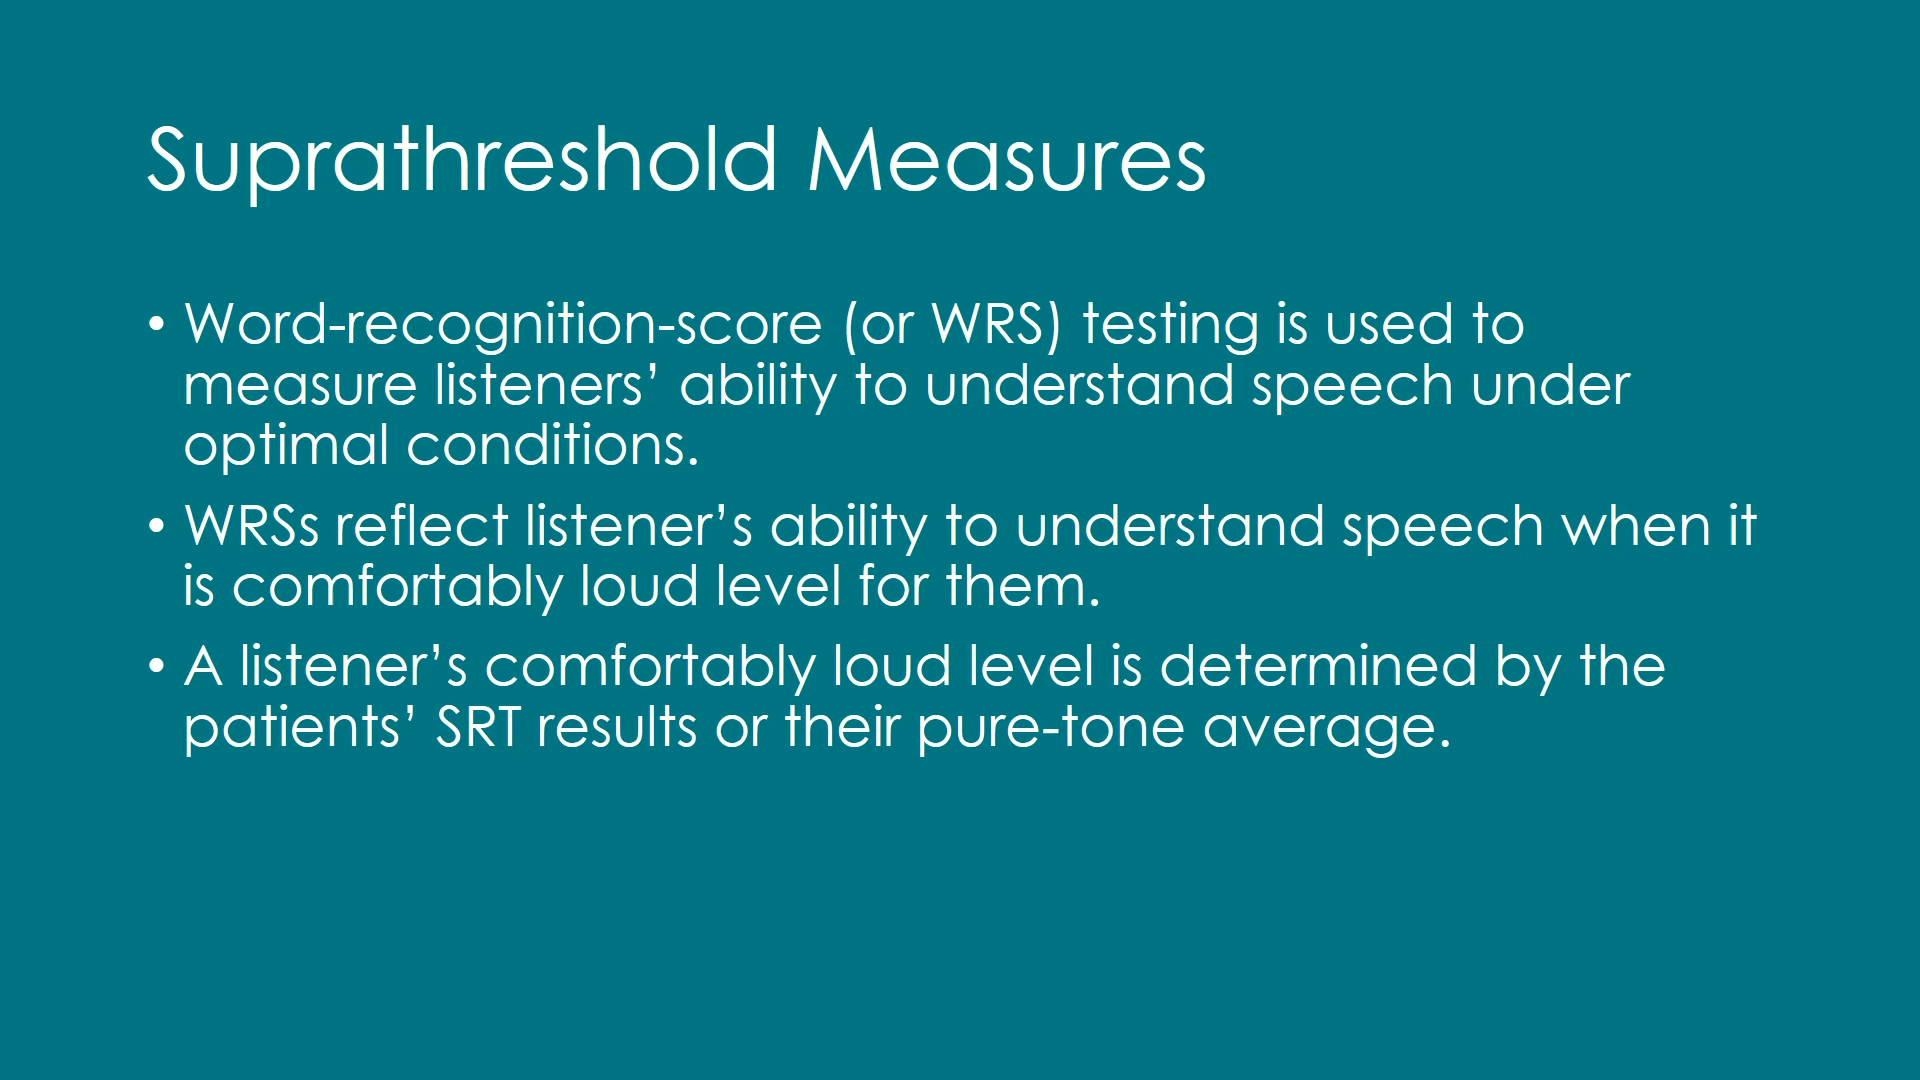 Suprathreshold Measures
• Word-recognition-score (or WRS) testing is used to
measure listeners’ ability to understand speech under
optimal conditions.
• WRSs reflect listener’s ability to understand speech when it
is comfortably loud level for them.
• A listener’s comfortably loud level is determined by the
patients’ SRT results or their pure-tone average.